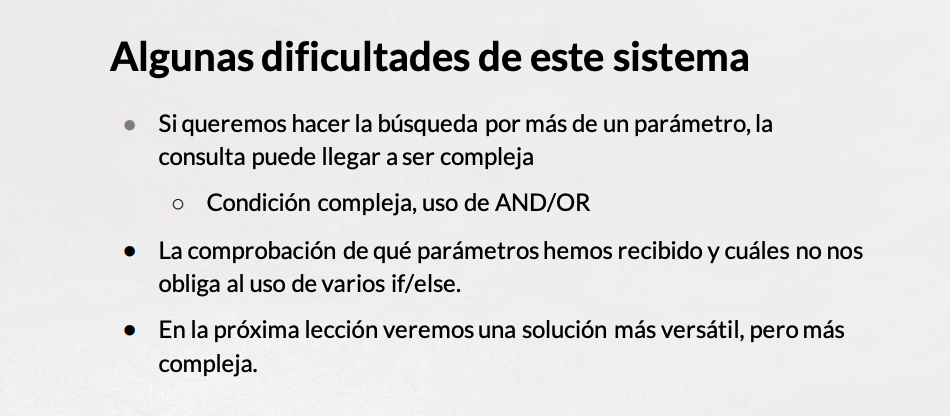 Algunas dificultades de este sistema
● Si queremos hacer la búsqueda por más de un parámetro, la
consulta puede llegar a ser compleja
○ Condición compleja, uso de AND/OR
● La comprobación de qué parámetros hemos recibido y cuáles no nos
obliga al uso de varios if/else.
● En la próxima lección veremos una solución más versátil, pero más
compleja.